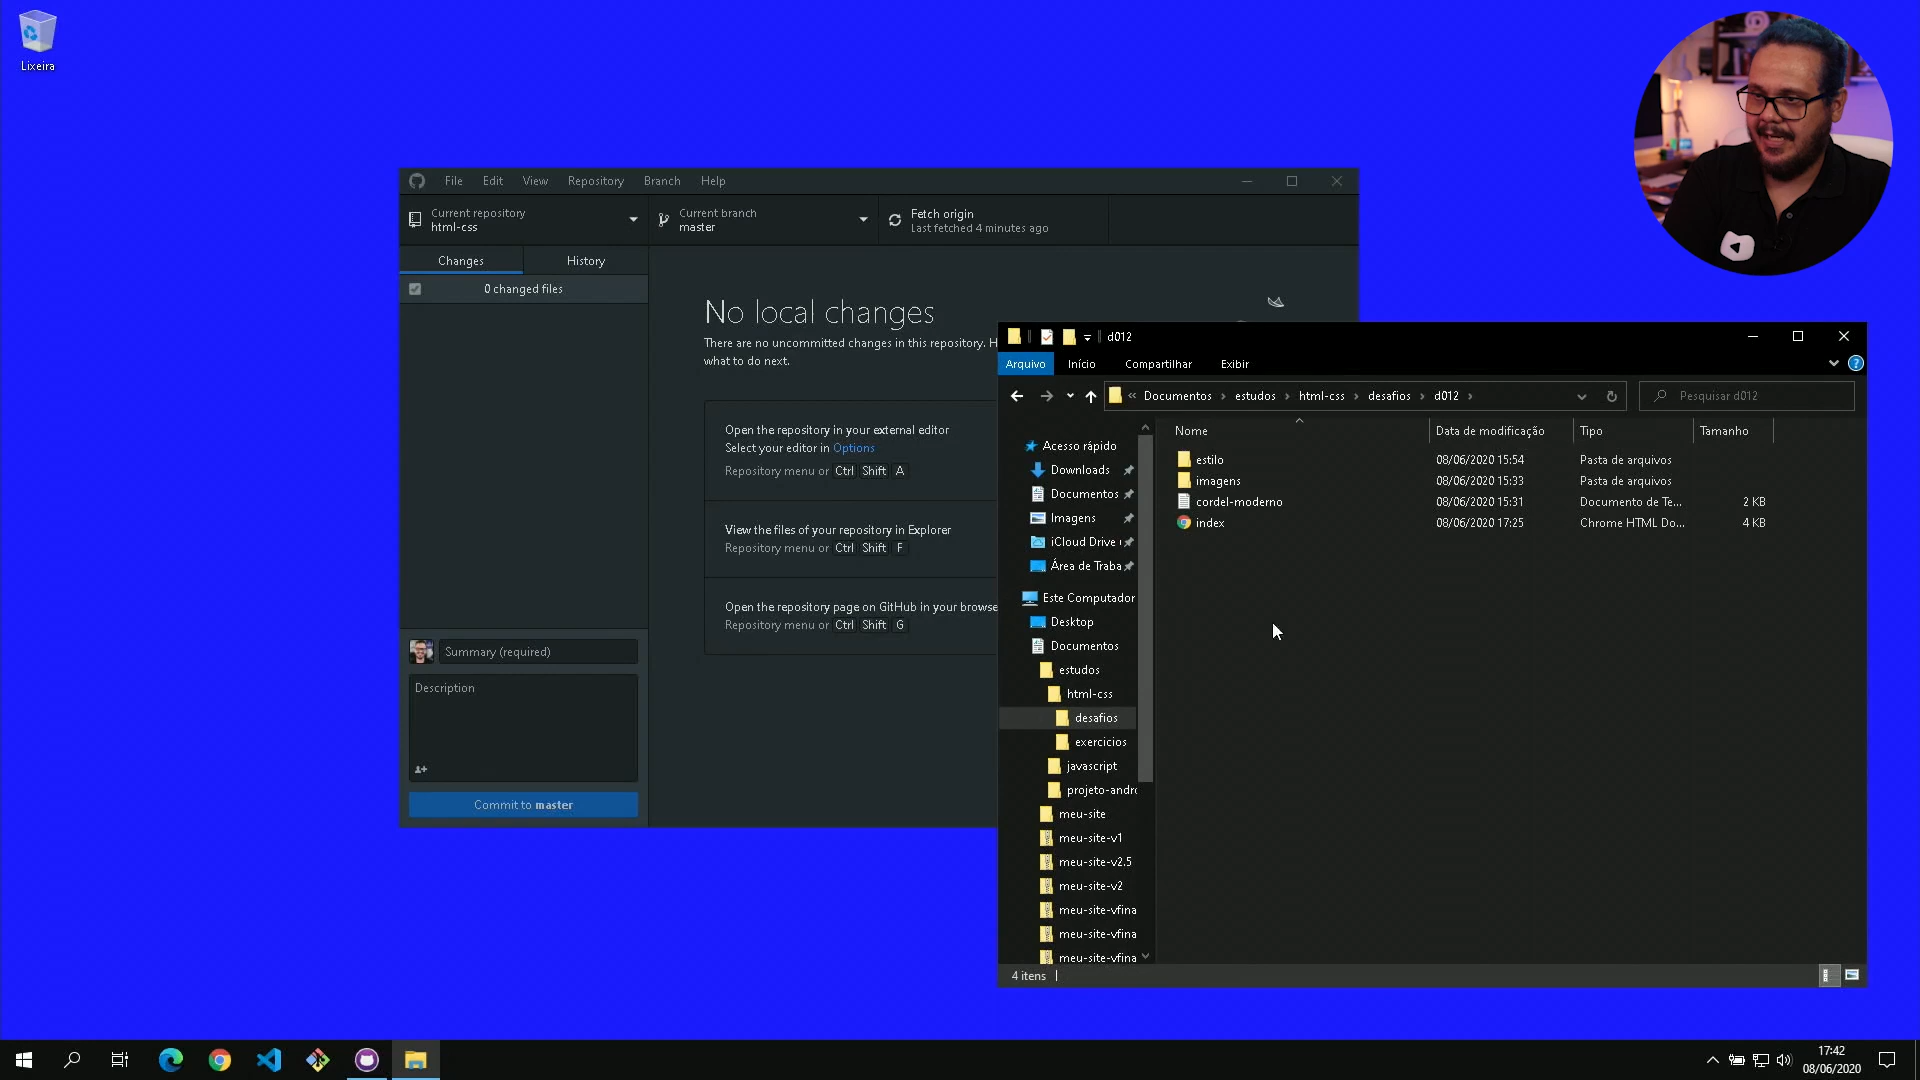 Lixeira
File Edit View Repository Branch Help
Current repository
html-css
Current branch
master
Fetch origin
Last fetched 4 minutes ago
Changes History
0 changed files
No local changes
There are no uncommitted changes in this repository. H
what to do next.
Open the repository in your external editor
Select your editor in Options
Repository menu or Ctrl Shift A
View the files of your repository in Explorer
Repository menu or Ctrl Shift F
Open the repository page on GitHub in your browse
Repository menu or Ctrl Shift G
Summary (required)
Description
Commit to master
d012
Arquivo Início Compartilhar Exibir
« Documentos › estudos › html-css › desafios › d012 ›
Pesquisar d012
Nome Data de modificação Tipo Tamanho
estilo 08/06/2020 15:54 Pasta de arquivos
imagens 08/06/2020 15:33 Pasta de arquivos
cordel-moderno 08/06/2020 15:31 Documento de Te... 2 KB
index 08/06/2020 17:25 Chrome HTML Do... 4 KB
Acesso rápido
Downloads
Documentos
Imagens
iCloud Drive
Área de Traba
Este Computador
Desktop
Documentos
estudos
html-css
desafios
exercicios
javascript
projeto-andro
meu-site
meu-site-v1
meu-site-v2.5
meu-site-v2
meu-site-vfina
meu-site-vfina
meu-site-vfina
4 itens
17:42
08/06/2020